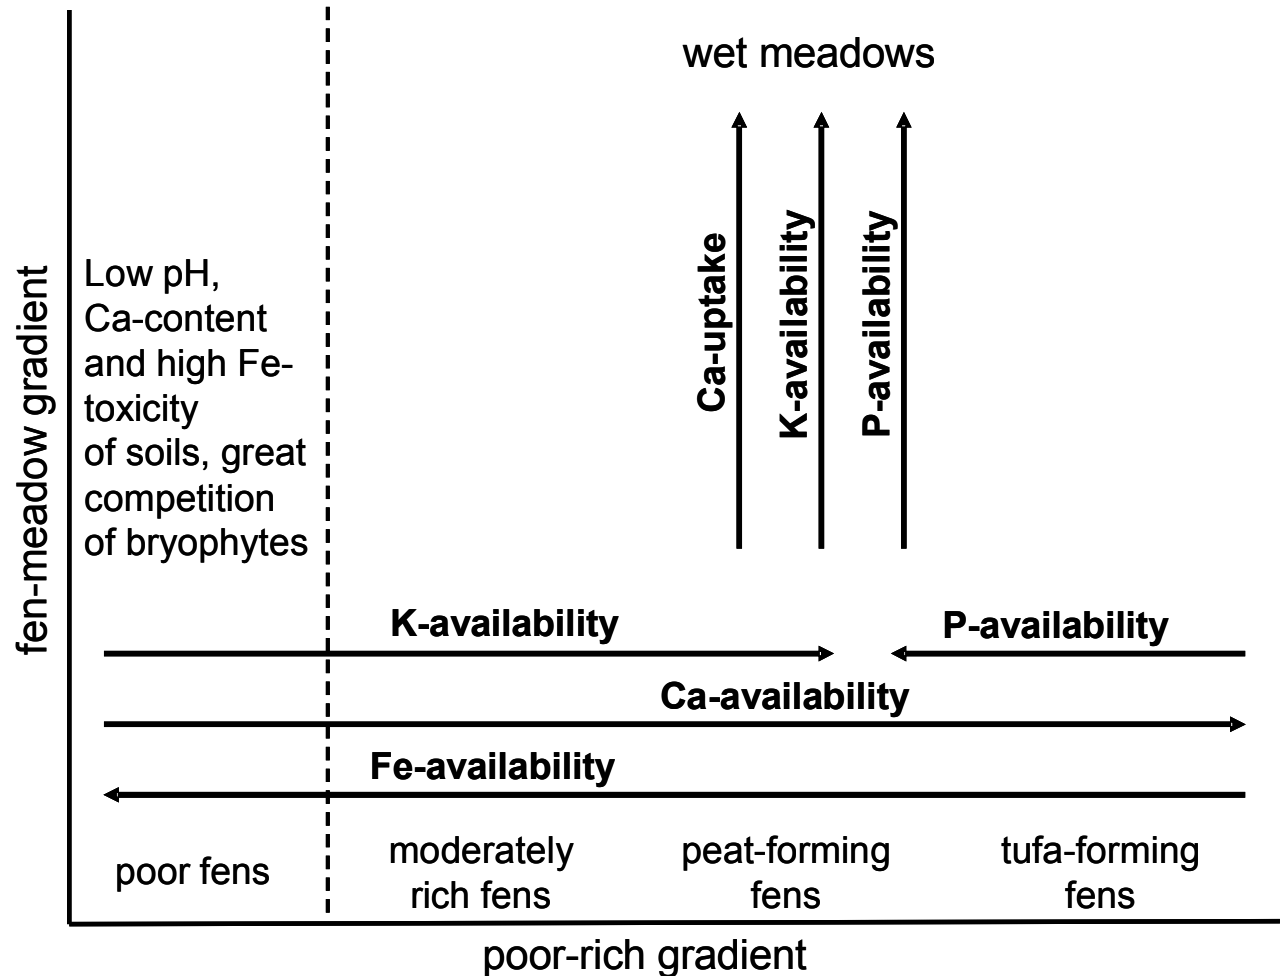 wet meadows
Ca-uptake
K-availability
P-availability
fen-meadow gradient
Low pH,
Ca-content
and high Fe-
toxicity
of soils, great
competition
of bryophytes
K-availability
P-availability
Ca-availability
Fe-availability
poor fens
moderately
rich fens
peat-forming
fens
tufa-forming
fens
poor-rich gradient